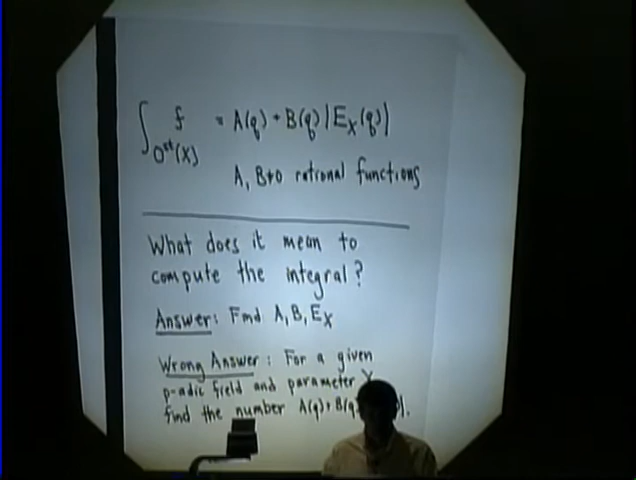 ∫_{O^{st}(X)} f = A(q) + B(q) |E_X(q)|
A, B≠0 rational functions
What does it mean to
compute the integral?
Answer: Find A, B, E_X
Wrong Answer: For a given
p-adic field and parameter X
find the number A(q)+B(q)